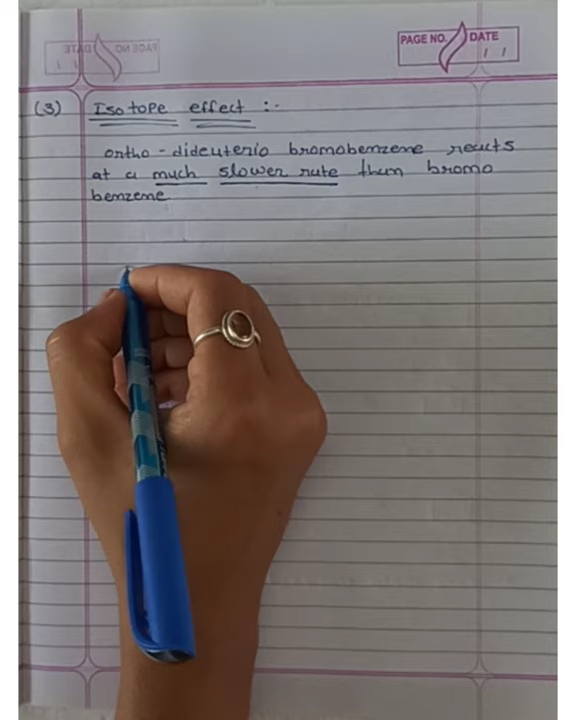 PAGE NO. DATE
/ /
(3) Isotope effect :-
ortho-dideuterio bromobenzene reacts
at a much slower rate than bromo
benzene